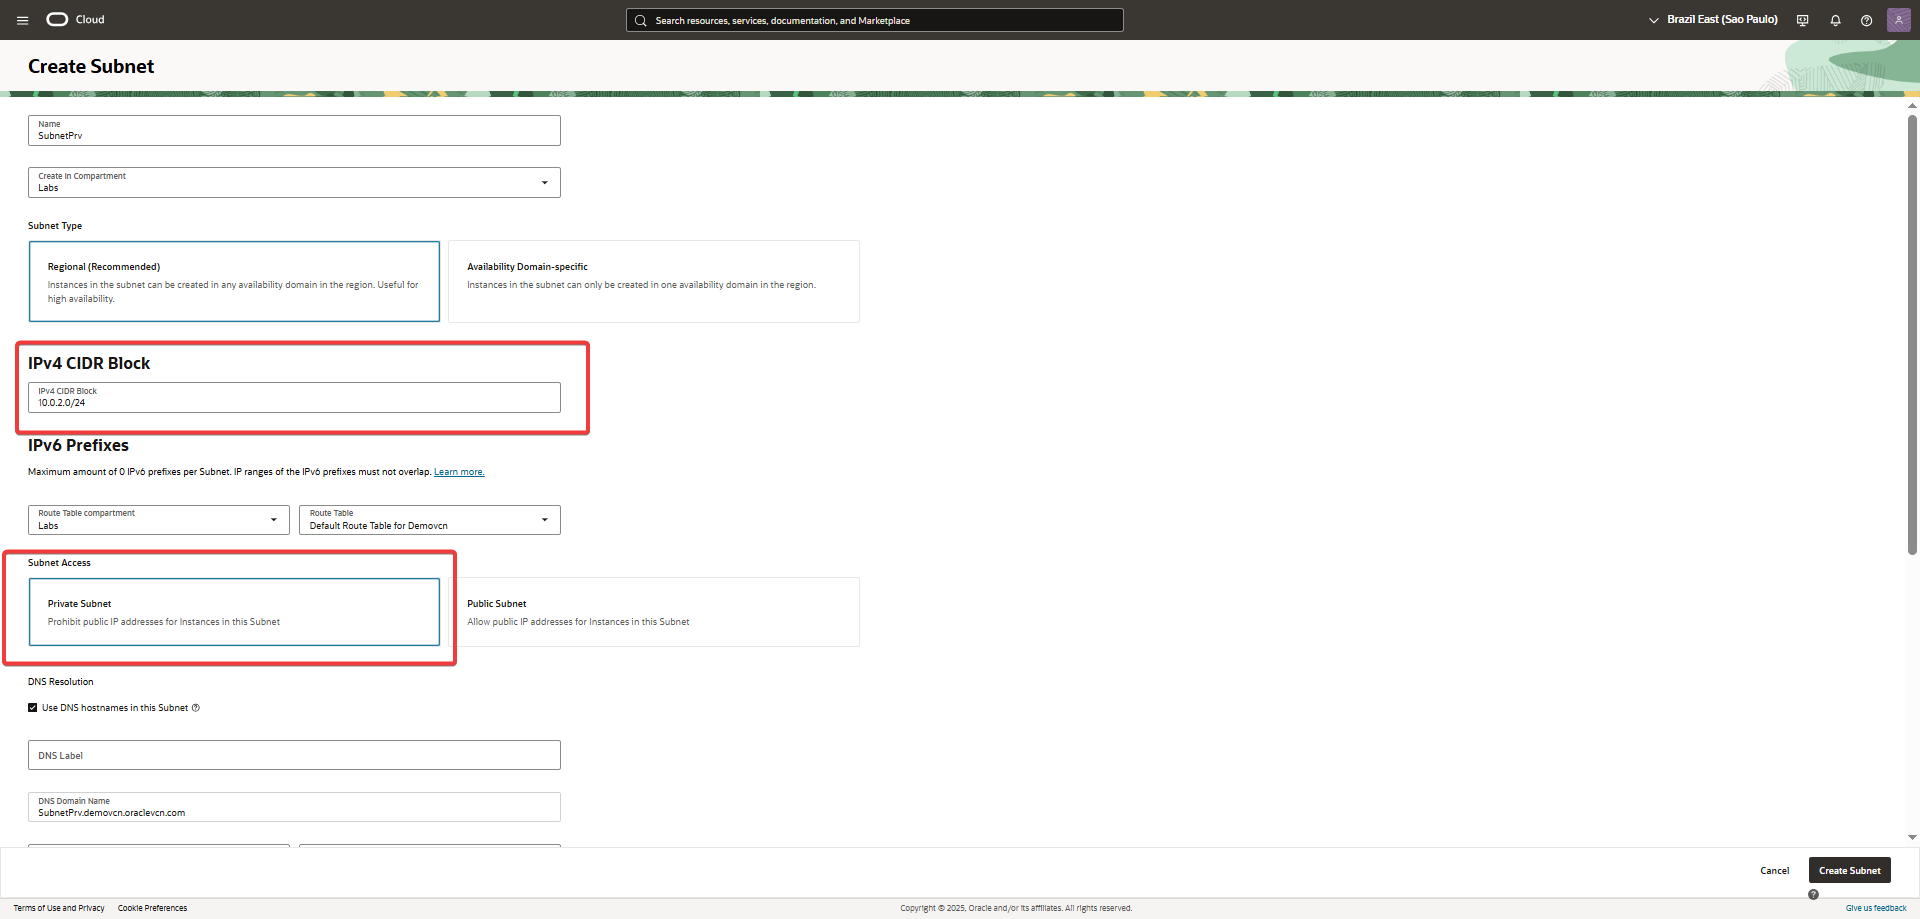 Cloud
Search resources, services, documentation, and Marketplace
Brazil East (Sao Paulo)
Create Subnet
Name
SubnetPrv
Create in Compartment
Labs
Subnet Type
Regional (Recommended)
Instances in the subnet can be created in any availability domain in the region. Useful for
high availability.
Availability Domain-specific
Instances in the subnet can only be created in one availability domain in the region.
IPv4 CIDR Block
IPv4 CIDR Block
10.0.2.0/24
IPv6 Prefixes
Maximum amount of 0 IPv6 prefixes per Subnet. IP ranges of the IPv6 prefixes must not overlap. Learn more.
Route Table compartment
Labs
Route Table
Default Route Table for Demovcn
Subnet Access
Private Subnet
Prohibit public IP addresses for Instances in this Subnet
Public Subnet
Allow public IP addresses for Instances in this Subnet
DNS Resolution
Use DNS hostnames in this Subnet
DNS Label
DNS Domain Name
SubnetPrv.demovcn.oraclevcn.com
Cancel
Create Subnet
Terms of Use and Privacy
Cookie Preferences
Copyright © 2025, Oracle and/or its affiliates. All rights reserved.
Give us feedback